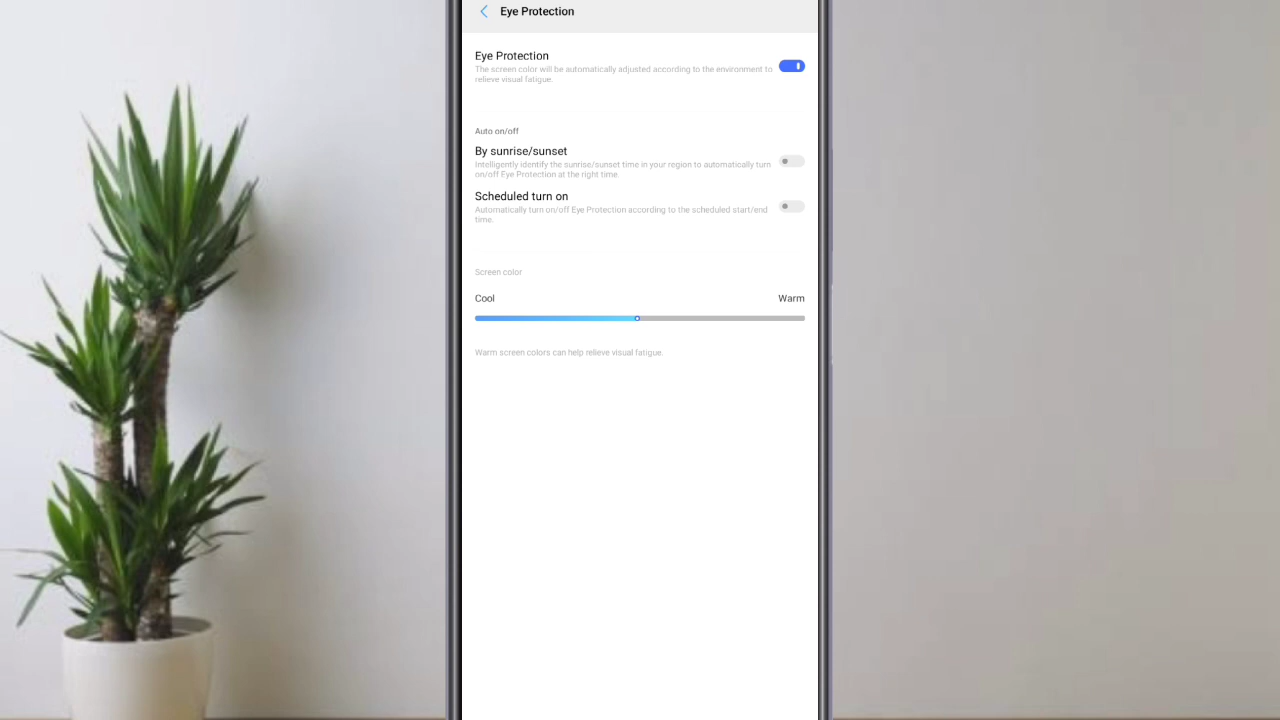 Eye Protection
Eye Protection
The screen color will be automatically adjusted according to the environment to
relieve visual fatigue.
Auto on/off
By sunrise/sunset
Intelligently identify the sunrise/sunset time in your region to automatically turn
on/off Eye Protection at the right time.
Scheduled turn on
Automatically turn on/off Eye Protection according to the scheduled start/end
time.
Screen color
Cool
Warm
Warm screen colors can help relieve visual fatigue.